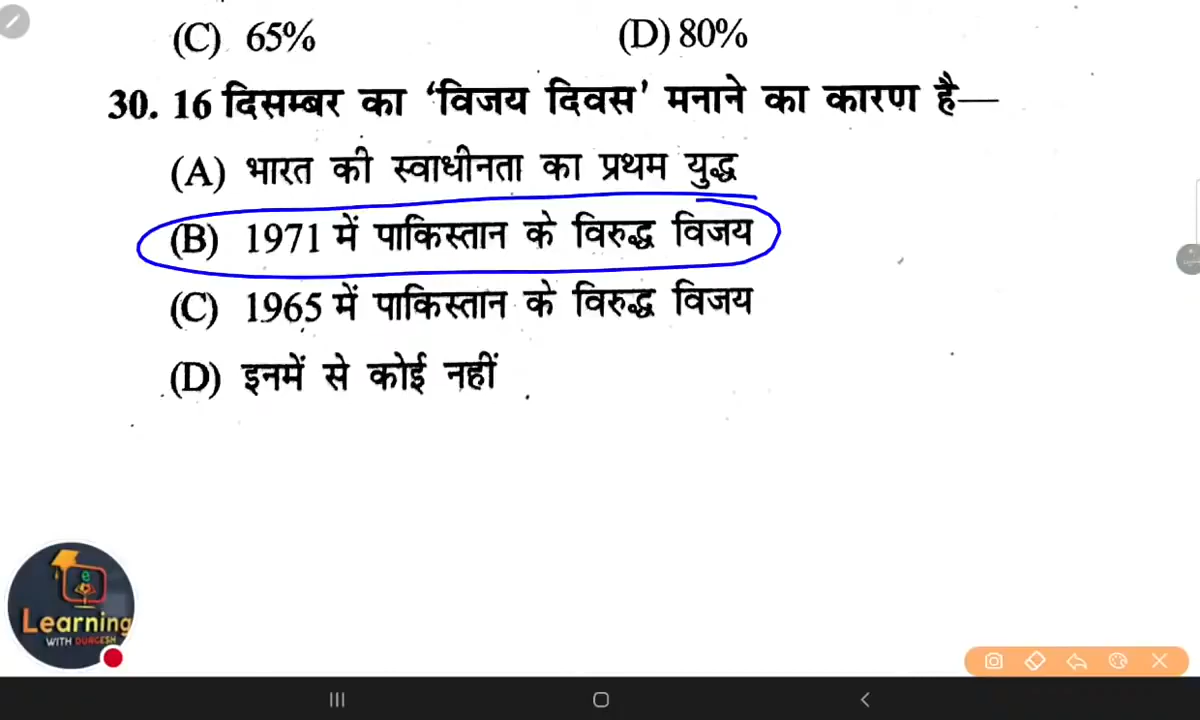 (C) 65% (D) 80%
30. 16 दिसम्बर का ‘विजय दिवस’ मनाने का कारण है—
(A) भारत की स्वाधीनता का प्रथम युद्ध
(B) 1971 में पाकिस्तान के विरुद्ध विजय
(C) 1965 में पाकिस्तान के विरुद्ध विजय
(D) इनमें से कोई नहीं
e
Learning
WITH DURGESH